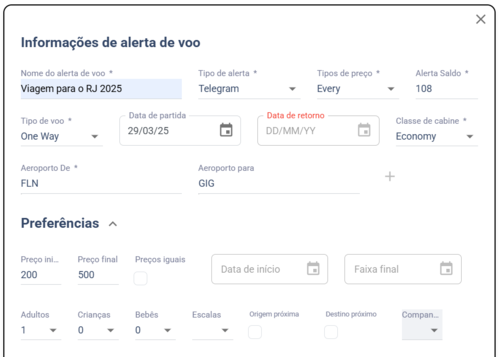 Informações de alerta de voo
Nome do alerta de voo * Tipo de alerta * Tipos de preço * Alerta Saldo *
Viagem para o RJ 2025 Telegram Every 108
Tipo de voo * Data de partida Data de retorno Classe de cabine *
One Way 29/03/25 DD/MM/YY Economy
Aeroporto De * Aeroporto para
FLN GIG
Preferências
Preço ini... Preço final Preços iguais
200 500 Data de início Faixa final
Adultos Crianças Bebês Escalas Origem próxima Destino próximo Compan...
1 0 0